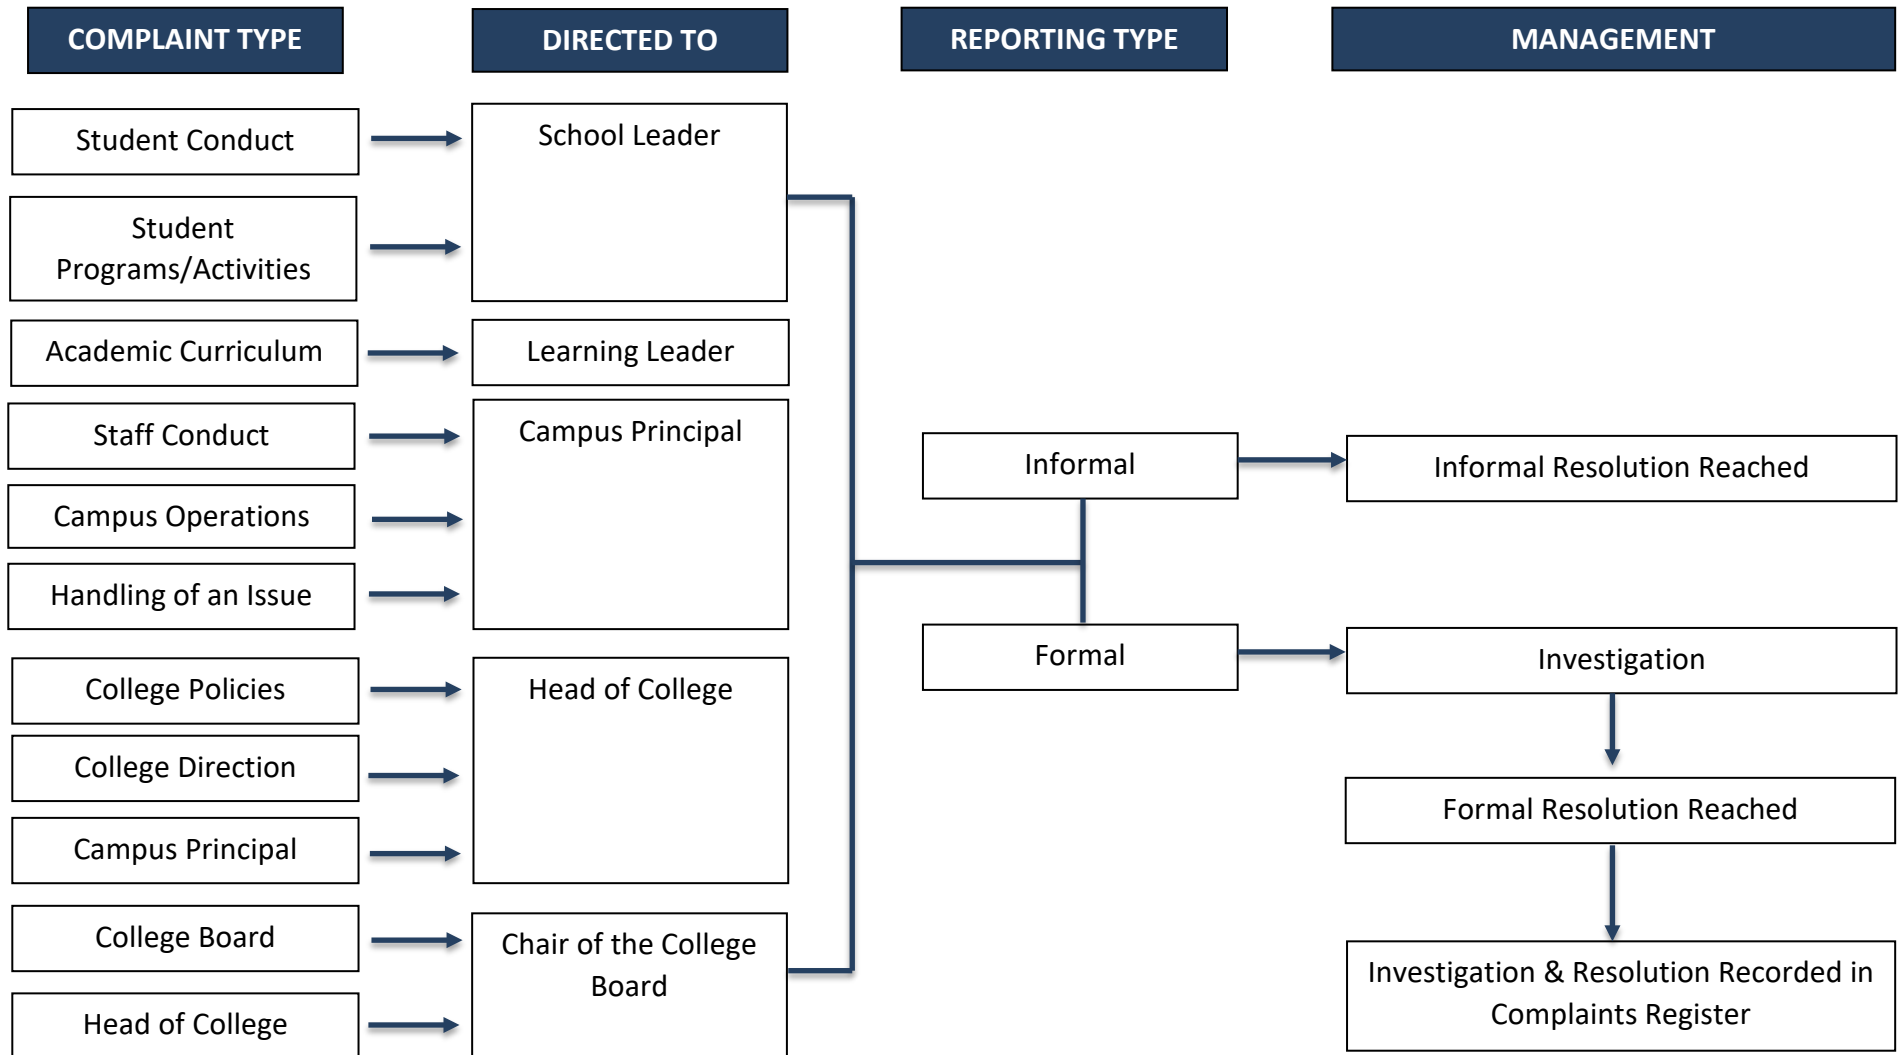 COMPLAINT TYPE
DIRECTED TO
REPORTING TYPE
MANAGEMENT
Student Conduct
Student
Programs/Activities
School Leader
Academic Curriculum
Learning Leader
Staff Conduct
Campus Operations
Handling of an Issue
Campus Principal
College Policies
College Direction
Campus Principal
Head of College
College Board
Head of College
Chair of the College
Board
Informal
Formal
Informal Resolution Reached
Investigation
Formal Resolution Reached
Investigation & Resolution Recorded in
Complaints Register